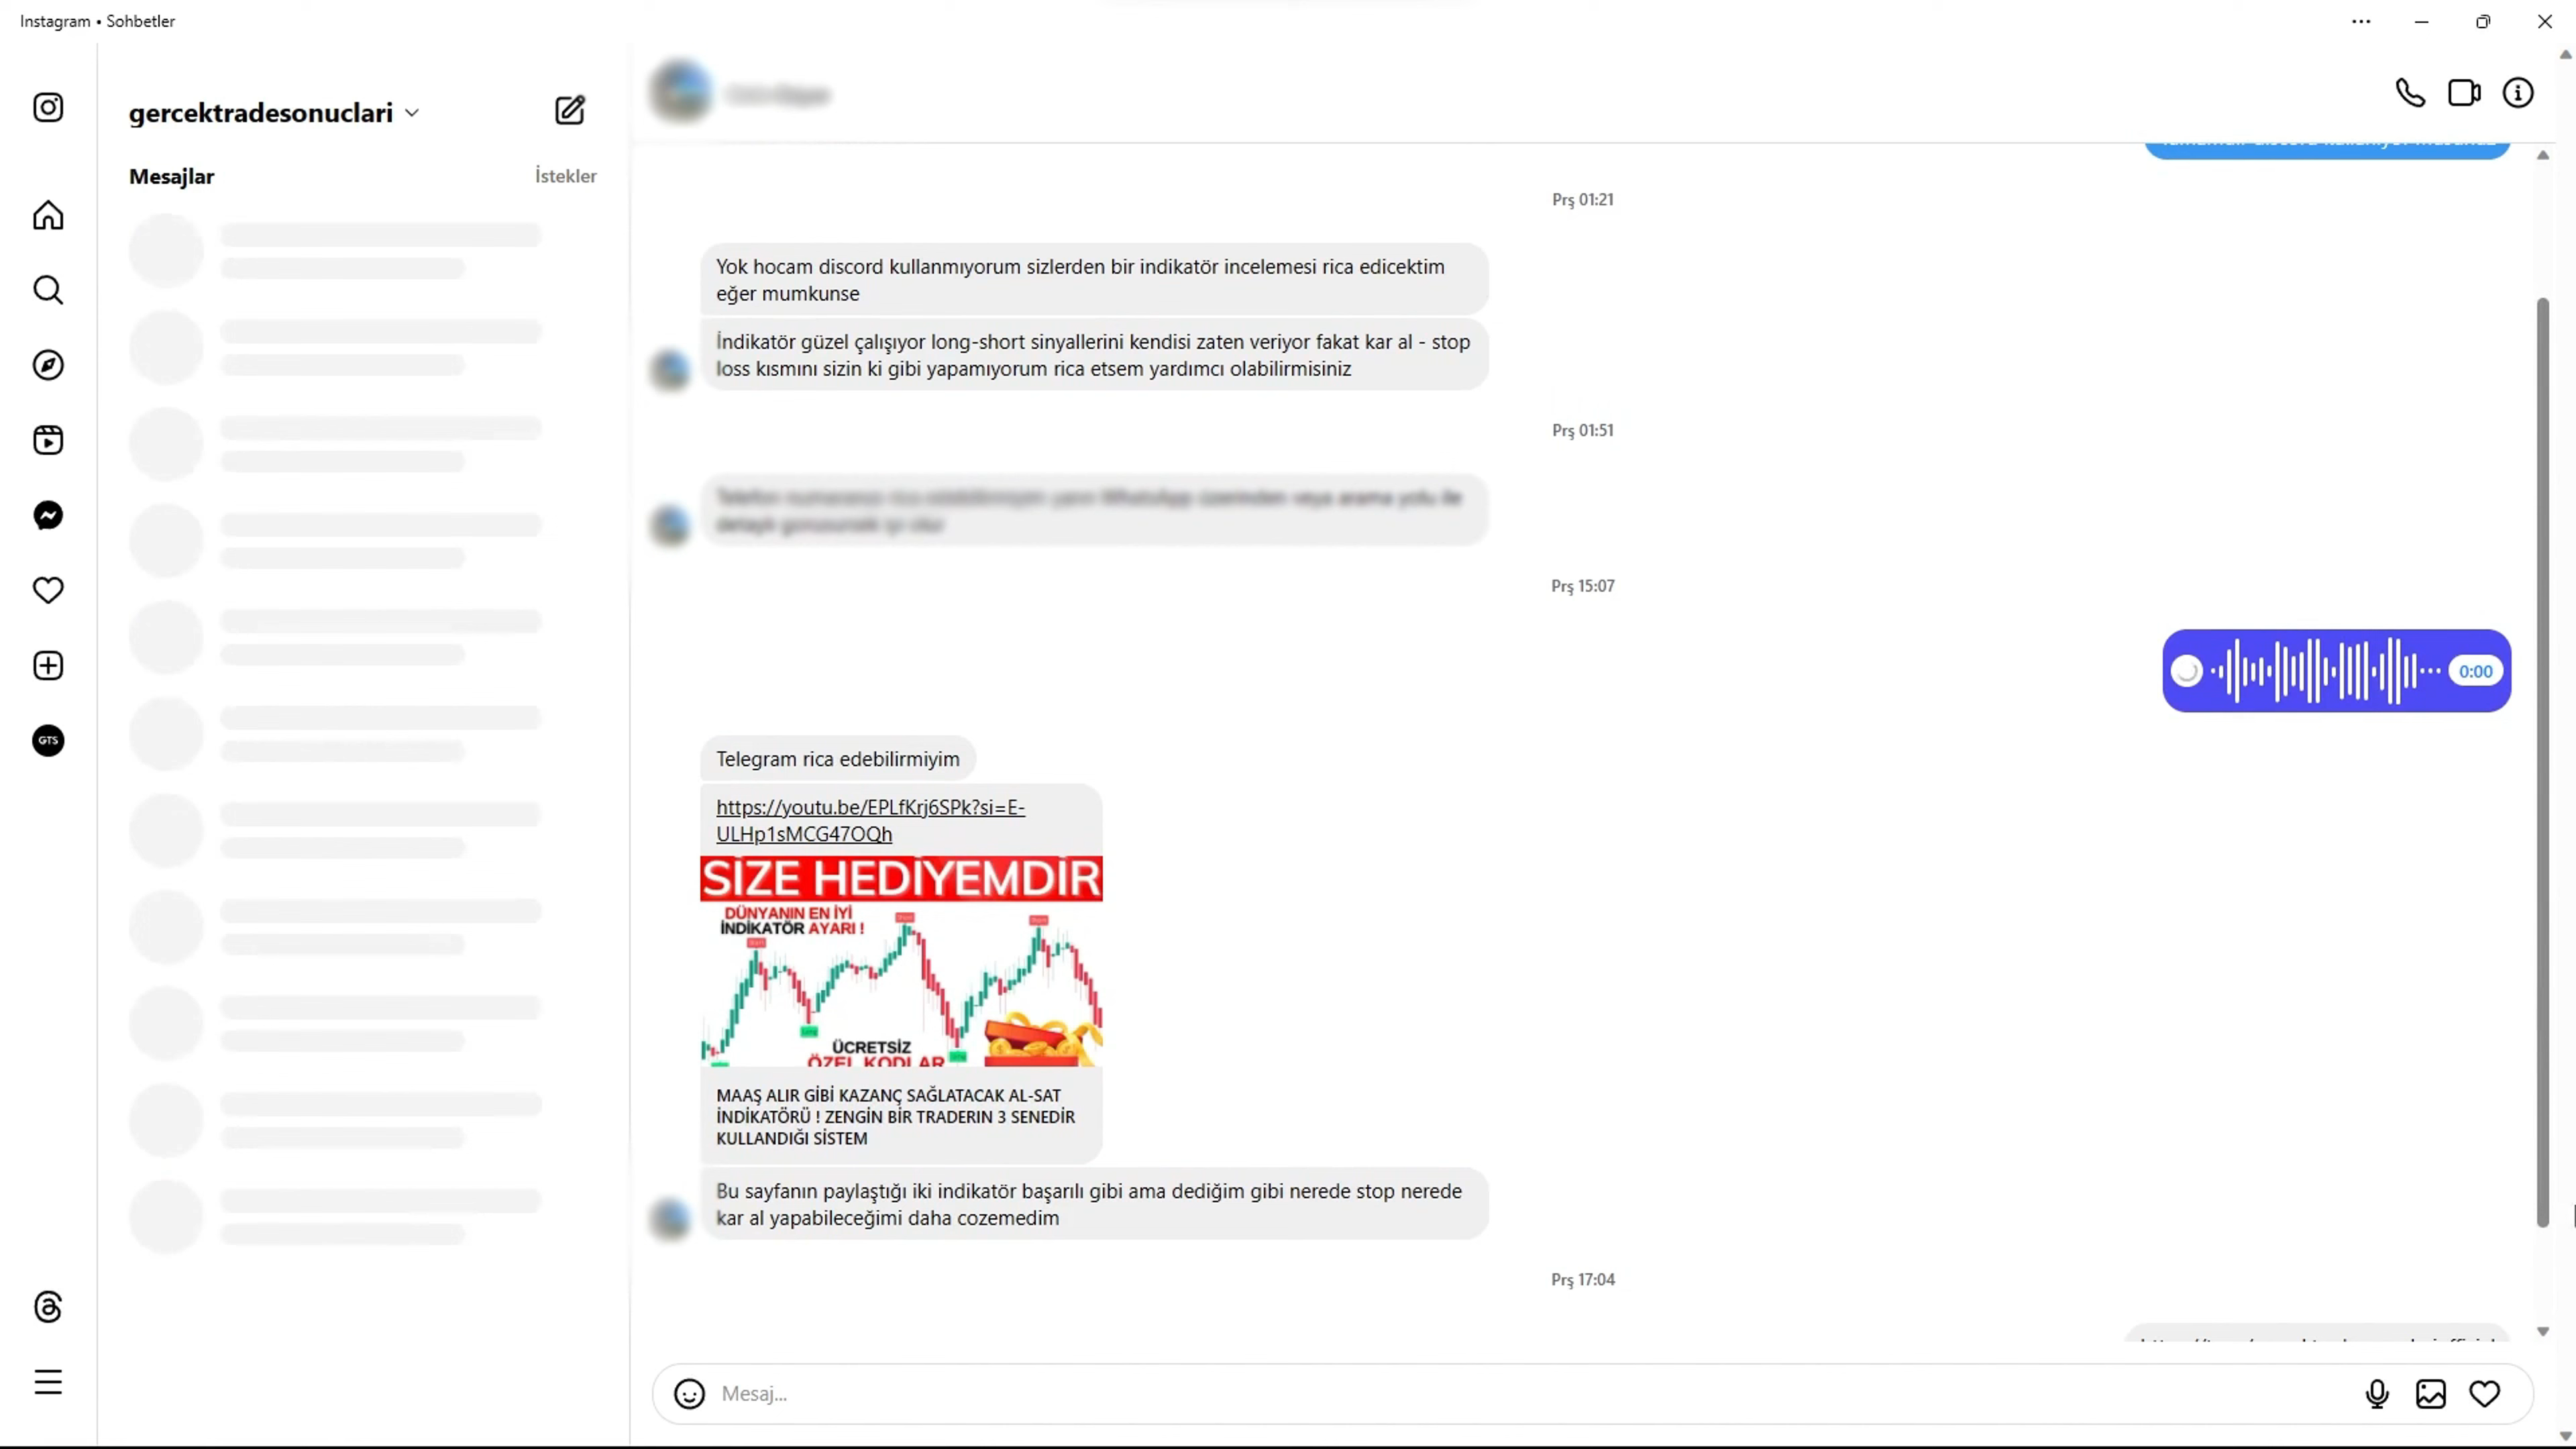 Instagram • Sohbetler
gercektradesonuclari
Mesajlar
İstekler
GTS
Prş 01:21
Yok hocam discord kullanmıyorum sizlerden bir indikatör incelemesi rica edicektim
eğer mumkunse
İndikatör güzel çalışıyor long-short sinyallerini kendisi zaten veriyor fakat kar al - stop
loss kısmını sizin ki gibi yapamıyorum rica etsem yardımcı olabilirmisiniz
Prş 01:51
Prş 15:07
0:00
Telegram rica edebilirmiyim
https://youtu.be/EPLfKrj6SPk?si=E-
ULHp1sMCG47OQh
SİZE HEDİYEMDİR
DÜNYANIN EN İYİ
İNDİKATÖR AYARI !
ÜCRETSİZ
ÖZEL KODLAR
MAAŞ ALIR GİBİ KAZANÇ SAĞLATACAK AL-SAT
İNDİKATÖRÜ ! ZENGİN BİR TRADERIN 3 SENEDİR
KULLANDIĞI SİSTEM
Bu sayfanın paylaştığı iki indikatör başarılı gibi ama dediğim gibi nerede stop nerede
kar al yapabileceğimi daha cozemedim
Prş 17:04
Mesaj...